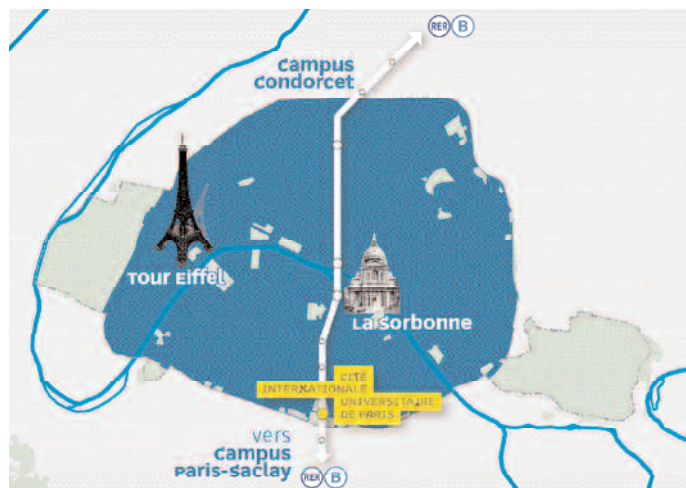 RER B
campus
condorcet
Tour Eiffel
La Sorbonne
CITÉ
INTERNATIONALE
UNIVERSITAIRE
DE PARIS
vers
campus
Paris-saclay
RER B